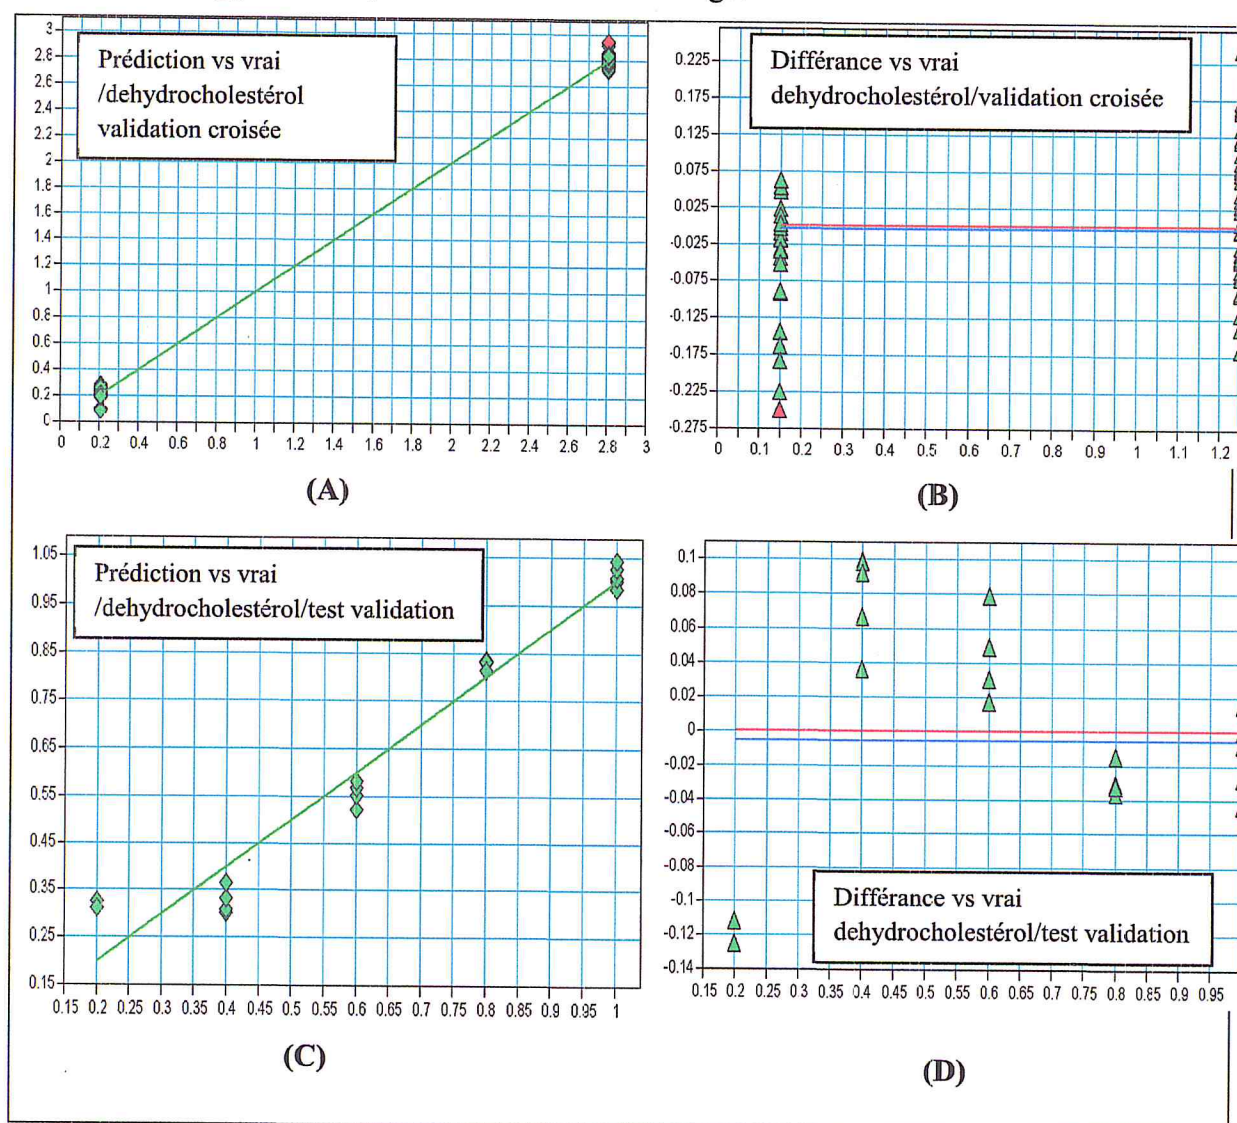 g
3
2.8
2.6
2.4
2.2
2
1.8
1.6
1.4
1.2
1
0.8
0.6
0.4
0.2
0
Prédiction vs vrai
/dehydrocholestérol
validation croisée
0 0.2 0.4 0.6 0.8 1 1.2 1.4 1.6 1.8 2 2.2 2.4 2.6 2.8 3
(A)
0.225
0.175
0.125
0.075
0.025
-0.025
-0.075
-0.125
-0.175
-0.225
-0.275
Différance vs vrai
dehydrocholestérol/validation croisée
0 0.1 0.2 0.3 0.4 0.5 0.6 0.7 0.8 0.9 1 1.1 1.2
(B)
1.05
0.95
0.85
0.75
0.65
0.55
0.45
0.35
0.25
0.15
Prédiction vs vrai
/dehydrocholestérol/test validation
0.15 0.2 0.25 0.3 0.35 0.4 0.45 0.5 0.55 0.6 0.65 0.7 0.75 0.8 0.85 0.9 0.95 1
(C)
0.1
0.08
0.06
0.04
0.02
0
-0.02
-0.04
-0.06
-0.08
-0.1
-0.12
-0.14
Différance vs vrai
dehydrocholestérol/test validation
0.15 0.2 0.25 0.3 0.35 0.4 0.45 0.5 0.55 0.6 0.65 0.7 0.75 0.8 0.85 0.9 0.95
(D)